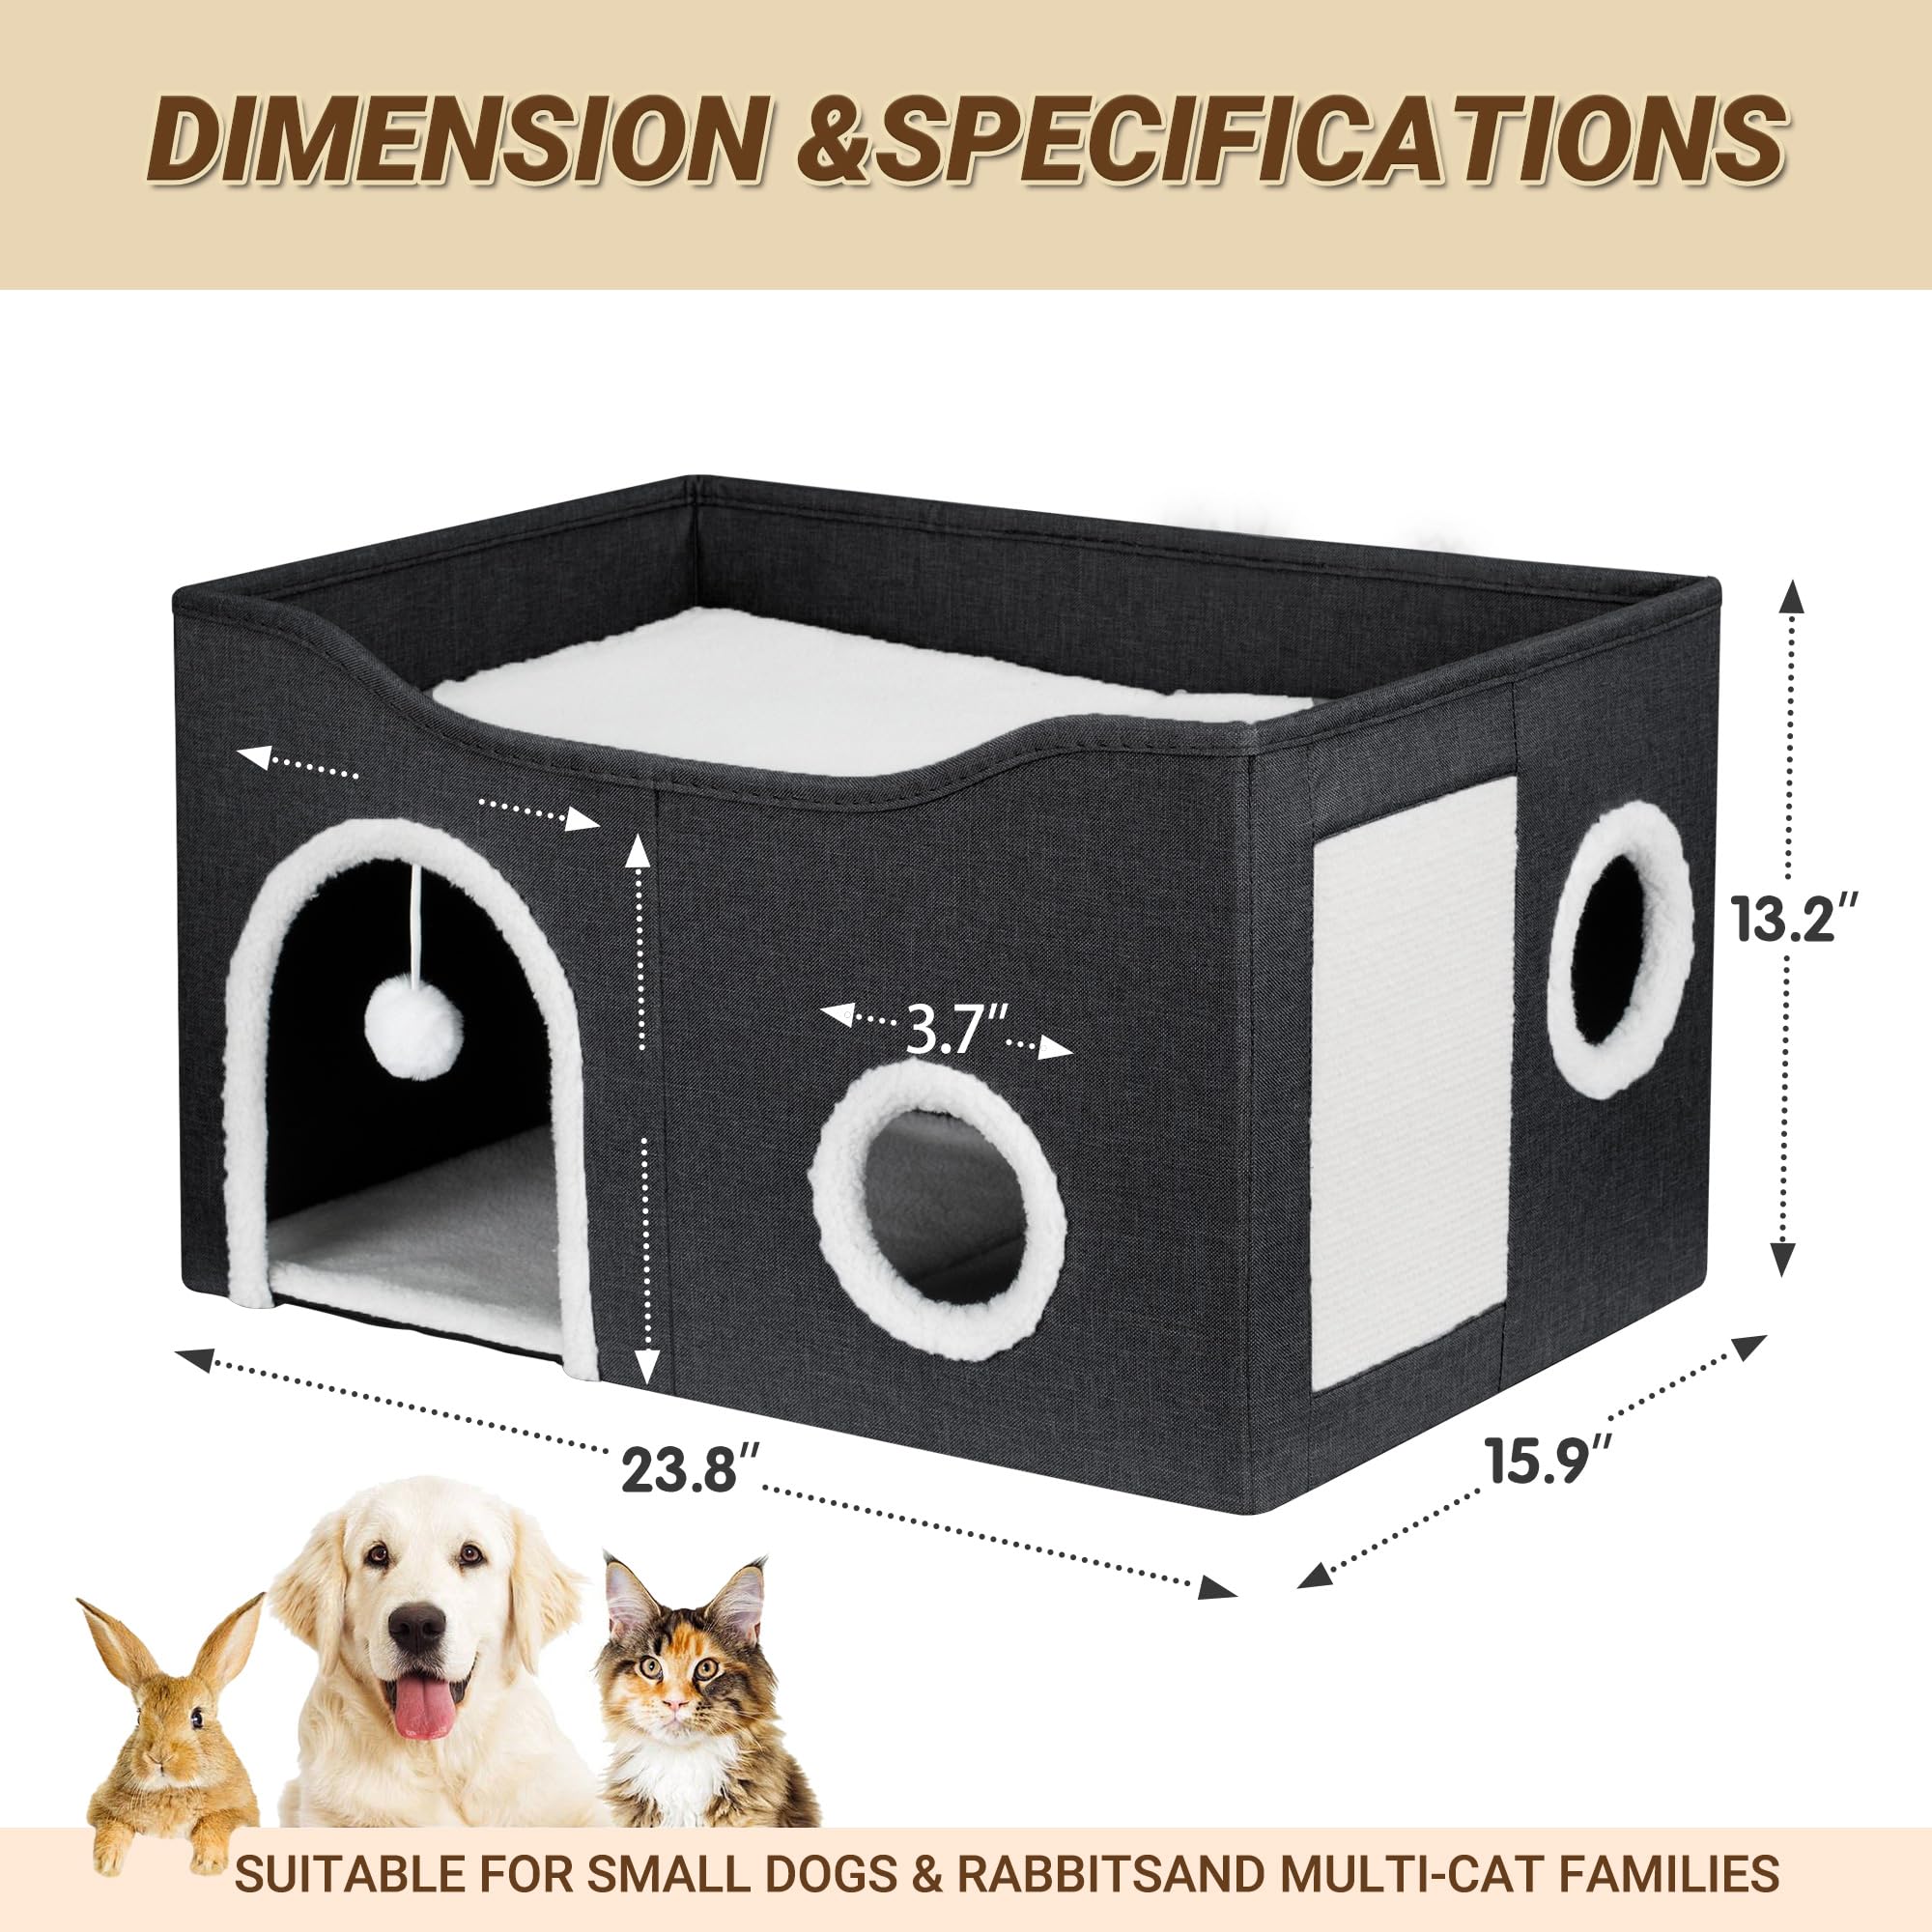 DIMENSION &SPECIFICATIONS
13.2"
3.7"
23.8"
15.9"
SUITABLE FOR SMALL DOGS & RABBITSAND MULTI-CAT FAMILIES